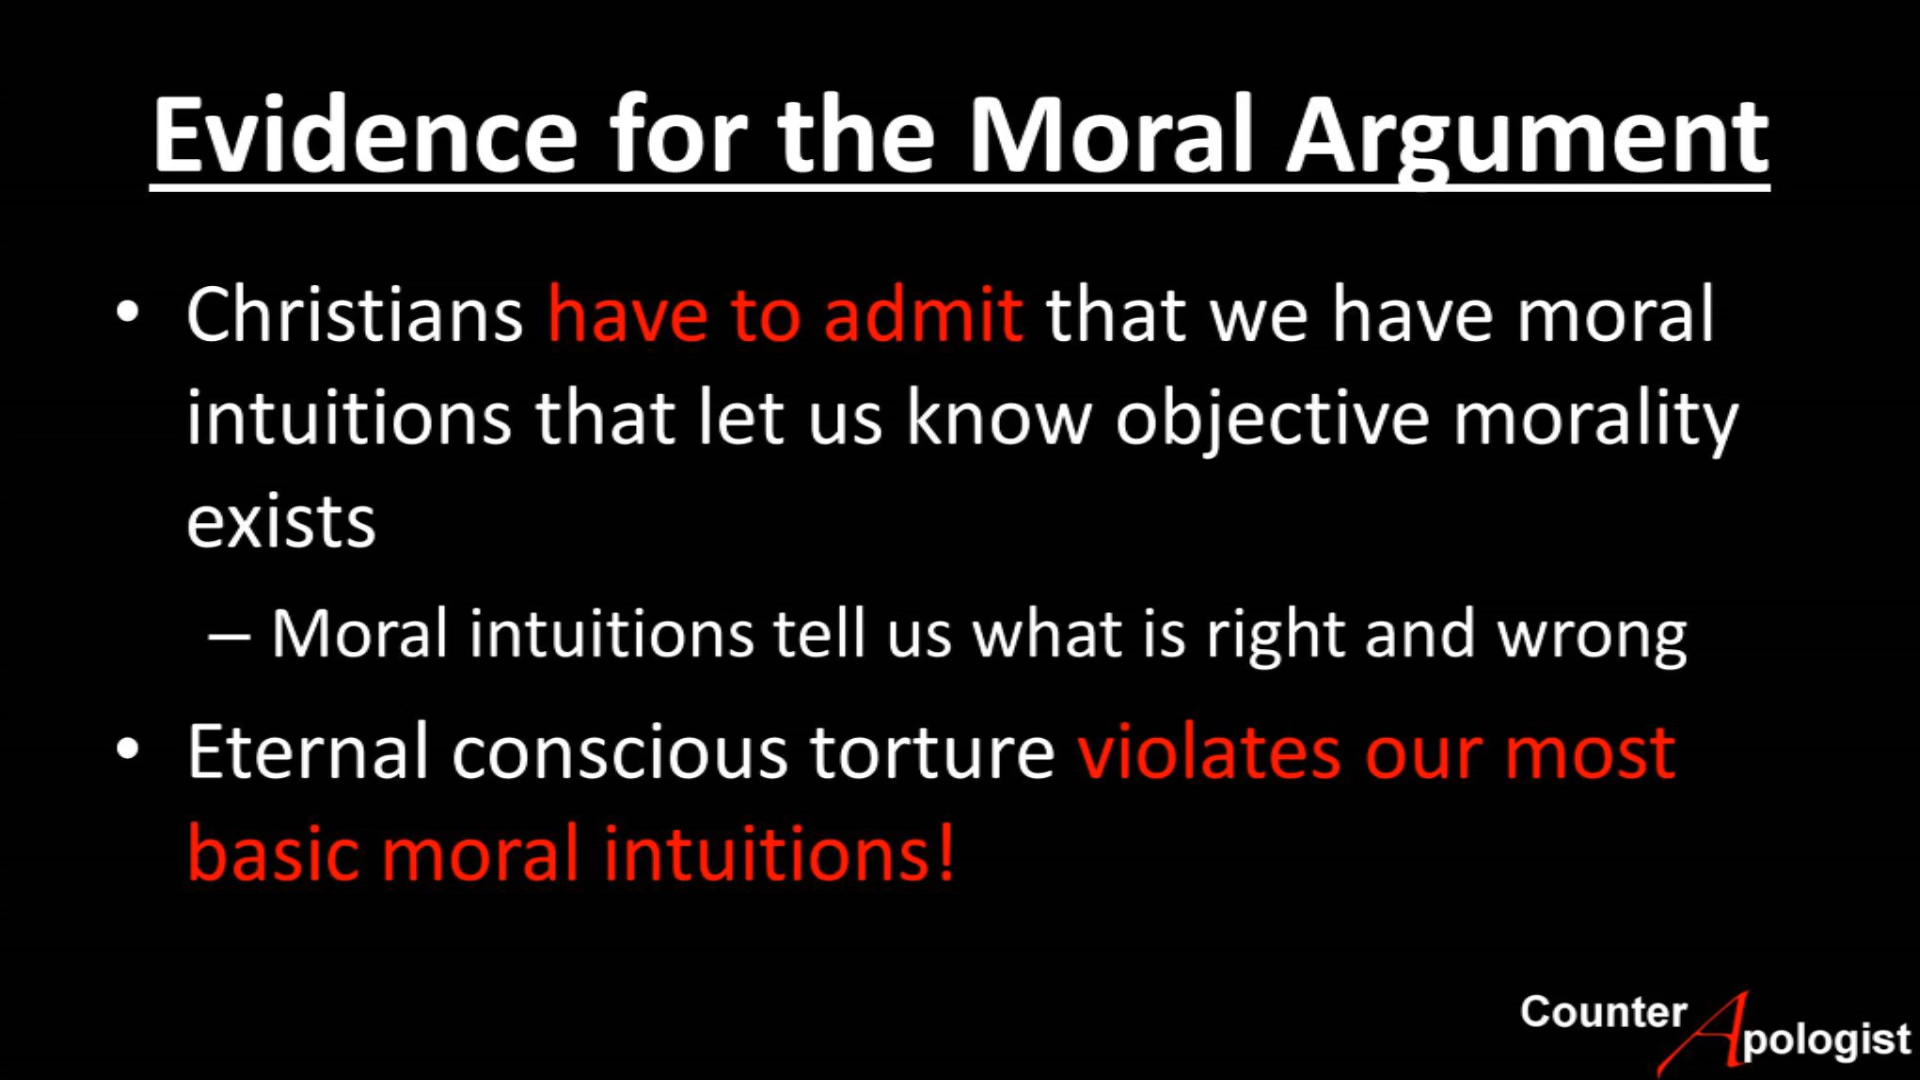 Evidence for the Moral Argument
• Christians have to admit that we have moral
intuitions that let us know objective morality
exists
– Moral intuitions tell us what is right and wrong
• Eternal conscious torture violates our most
basic moral intuitions!
Counter
Apologist